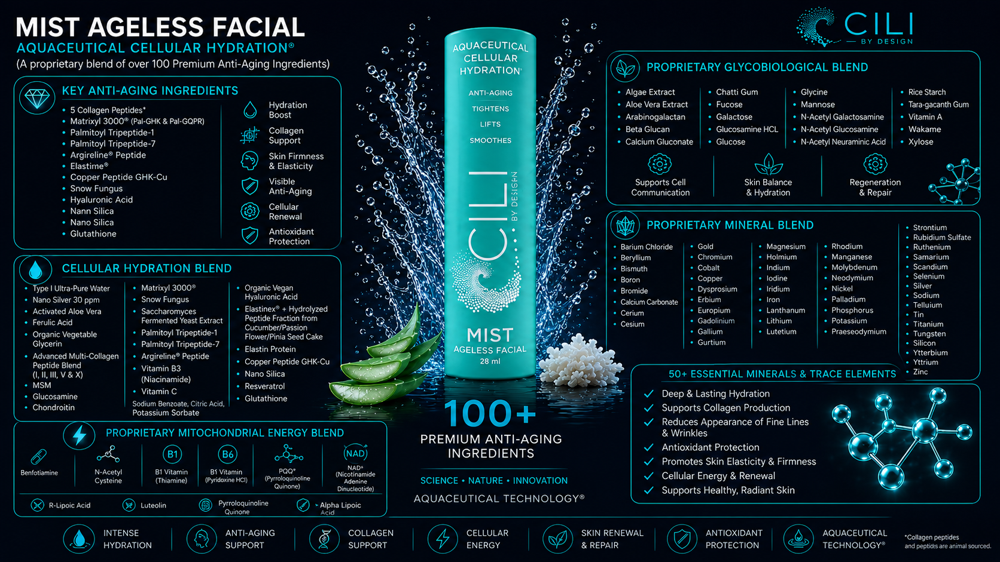 MIST AGELESS FACIAL
AQUACEUTICAL CELLULAR HYDRATION®
(A proprietary blend of over 100 Premium Anti-Aging Ingredients)
KEY ANTI-AGING INGREDIENTS
• 5 Collagen Peptides*
• Matrixyl 3000® (Pal-GHK & Pal-GQPR)
• Palmitoyl Tripeptide-1
• Palmitoyl Tripeptide-7
• Argireline® Peptide
• Elastime®
• Copper Peptide GHK-Cu
• Snow Fungus
• Hyaluronic Acid
• Nann Silica
• Nano Silica
• Glutathione
Hydration
Boost
Collagen
Support
Skin Firmness
& Elasticity
Visible
Anti-Aging
Cellular
Renewal
Antioxidant
Protection
CELLULAR HYDRATION BLEND
• Type I Ultra-Pure Water
• Nano Silver 30 ppm
• Activated Aloe Vera
• Ferulic Acid
• Organic Vegetable
Glycerin
• Advanced Multi-Collagen
Peptide Blend
(I, II, III, V & X)
• MSM
• Glucosamine
• Chondroitin
• Matrixyl 3000®
• Snow Fungus
• Saccharomyces
Fermented Yeast Extract
• Palmitoyl Tripeptide-1
• Palmitoyl Tripeptide-7
• Argireline® Peptide
• Vitamin B3
(Niacinamide)
• Vitamin C
Sodium Benzoate, Citric Acid,
Potassium Sorbate
• Organic Vegan
Hyaluronic Acid
• Elastinex® + Hydrolyzed
Peptide Fraction from
Cucumber/Passion
Flower/Pinia Seed Cake
• Elastin Protein
• Copper Peptide GHK-Cu
• Nano Silica
• Resveratrol
• Glutathione
PROPRIETARY MITOCHONDRIAL ENERGY BLEND
Benfotiamine
N-Acetyl
Cysteine
B1
B1 Vitamin
(Thiamine)
B6
B1 Vitamin
(Pyridoxine HCl)
PQQ®
(Pyrroloquinoline
Quinone)
NAD
NAD⁺
(Nicotinamide
Adenine
Dinucleotide)
R-Lipoic Acid
Luteolin
Pyrroloquinoline
Quinone
Alpha Lipoic
Acid
AQUACEUTICAL
CELLULAR
HYDRATION®
ANTI-AGING
TIGHTENS
LIFTS
SMOOTHES
CILI
BY DESIGN
MIST
AGELESS FACIAL
28 ml
100+
PREMIUM ANTI-AGING
INGREDIENTS
SCIENCE • NATURE • INNOVATION
AQUACEUTICAL TECHNOLOGY®
CILI
BY DESIGN
PROPRIETARY GLYCOBIOLOGICAL BLEND
• Algae Extract
• Aloe Vera Extract
• Arabinogalactan
• Beta Glucan
• Calcium Gluconate
• Chatti Gum
• Fucose
• Galactose
• Glucosamine HCL
• Glucose
• Glycine
• Mannose
• N-Acetyl Galactosamine
• N-Acetyl Glucosamine
• N-Acetyl Neuraminic Acid
• Rice Starch
• Tara-gacanth Gum
• Vitamin A
• Wakame
• Xylose
Supports Cell
Communication
Skin Balance
& Hydration
Regeneration
& Repair
PROPRIETARY MINERAL BLEND
• Barium Chloride
• Beryllium
• Bismuth
• Boron
• Bromide
• Calcium Carbonate
• Cerium
• Cesium
• Gold
• Chromium
• Cobalt
• Copper
• Dysprosium
• Erbium
• Europium
• Gadolinium
• Gallium
• Gurtium
• Magnesium
• Holmium
• Indium
• Iodine
• Iridium
• Iron
• Lanthanum
• Lithium
• Lutetium
• Rhodium
• Manganese
• Molybdenum
• Neodymium
• Nickel
• Palladium
• Phosphorus
• Potassium
• Praeseodymium
• Strontium
• Rubidium Sulfate
• Ruthenium
• Samarium
• Scandium
• Selenium
• Silver
• Sodium
• Telluium
• Tin
• Titanium
• Tungsten
• Silicon
• Ytterbium
• Yttrium
• Zinc
50+ ESSENTIAL MINERALS & TRACE ELEMENTS
Deep & Lasting Hydration
Supports Collagen Production
Reduces Appearance of Fine Lines
& Wrinkles
Antioxidant Protection
Promotes Skin Elasticity & Firmness
Cellular Energy & Renewal
Supports Healthy, Radiant Skin
INTENSE
HYDRATION
ANTI-AGING
SUPPORT
COLLAGEN
SUPPORT
CELLULAR
ENERGY
SKIN RENEWAL
& REPAIR
ANTIOXIDANT
PROTECTION
AQUACEUTICAL
TECHNOLOGY®
*Collagen peptides
and peptides are animal sourced.